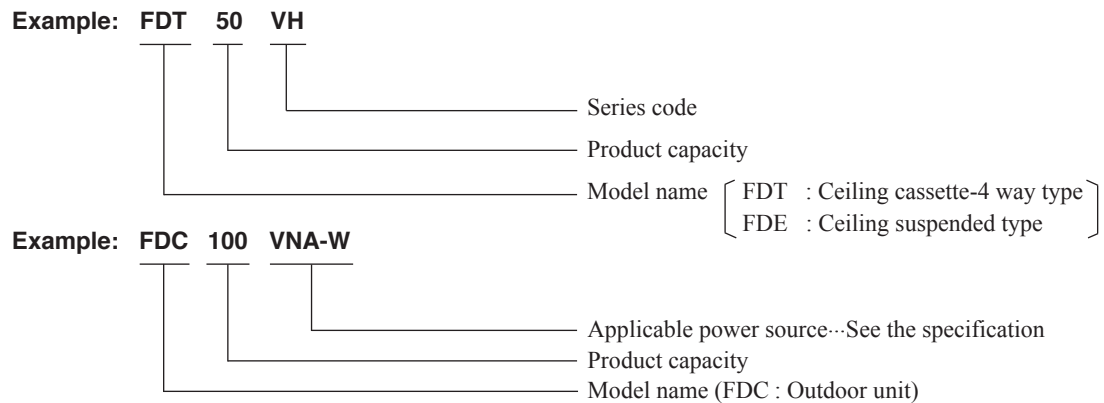 Example: FDT 50 VH
Series code
Product capacity
Model name [ FDT : Ceiling cassette-4 way type ]
[ FDE : Ceiling suspended type ]
Example: FDC 100 VNA-W
Applicable power source···See the specification
Product capacity
Model name (FDC : Outdoor unit)